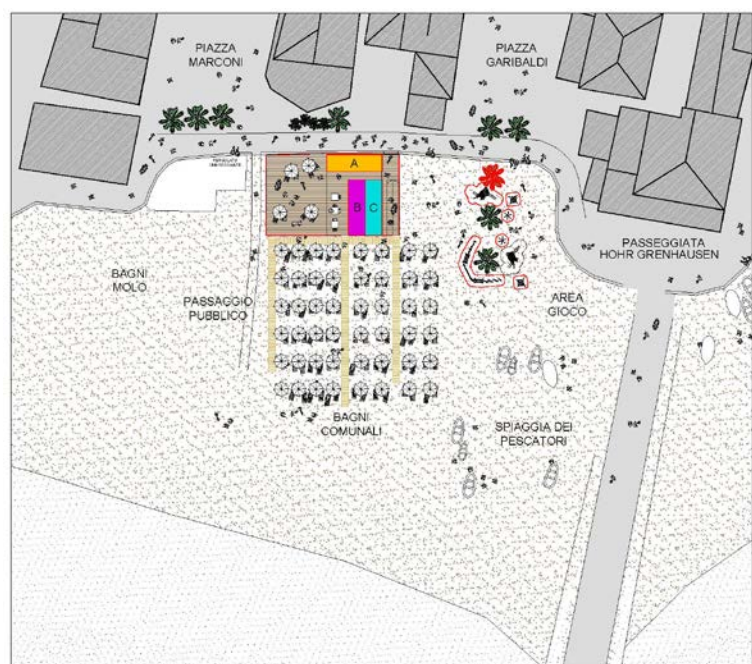 PIAZZA
MARCONI
PIAZZA
GARIBALDI
A
B
C
PASSEGGIATA
HOHR GRENHAUSEN
BAGNI
MOLO
PASSAGGIO
PUBBLICO
AREA
GIOCO
BAGNI
COMUNALI
SPIAGGIA DEI
PESCATORI